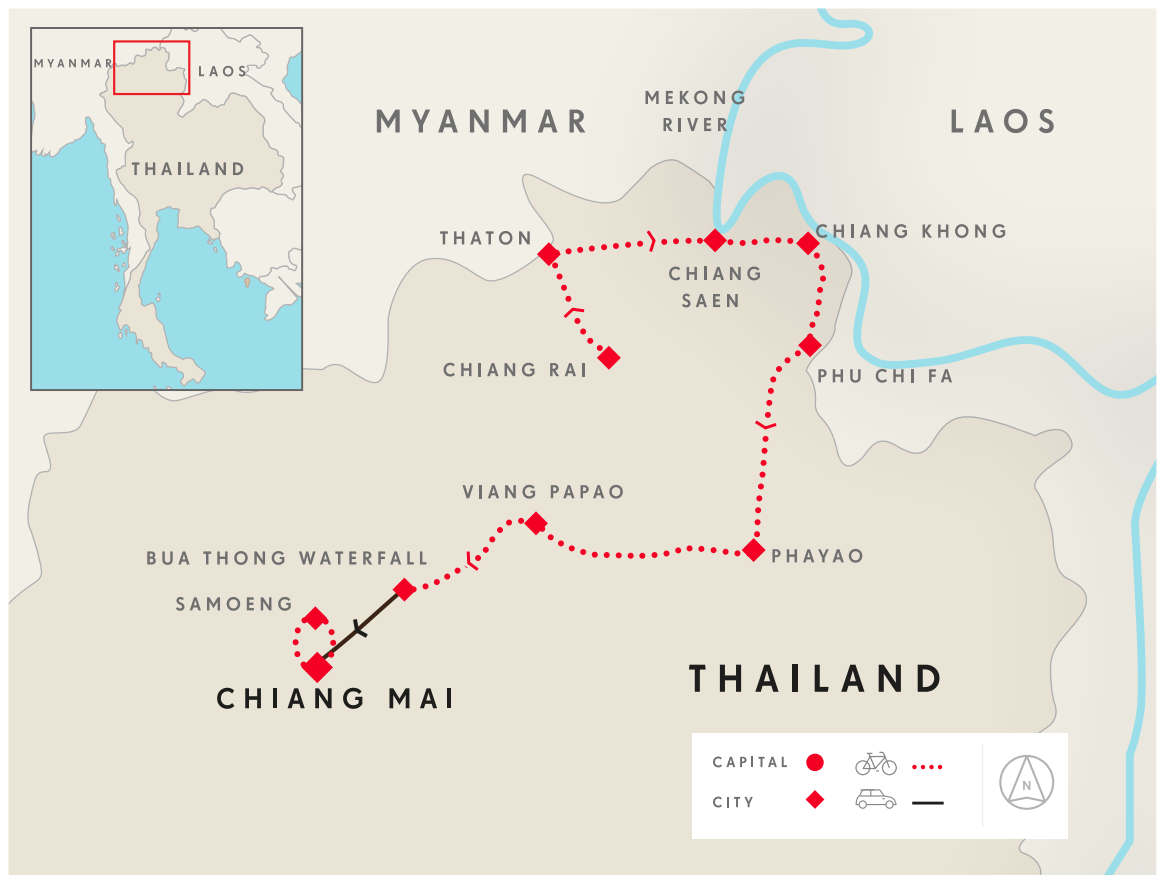 MYANMAR
LAOS
THAILAND
MEKONG
RIVER
MYANMAR
LAOS
THATON
CHIANG KHONG
CHIANG
SAEN
CHIANG RAI
PHU CHI FA
VIANG PAPAO
BUA THONG WATERFALL
PHAYAO
SAMOENG
CHIANG MAI
THAILAND
CAPITAL
CITY
N